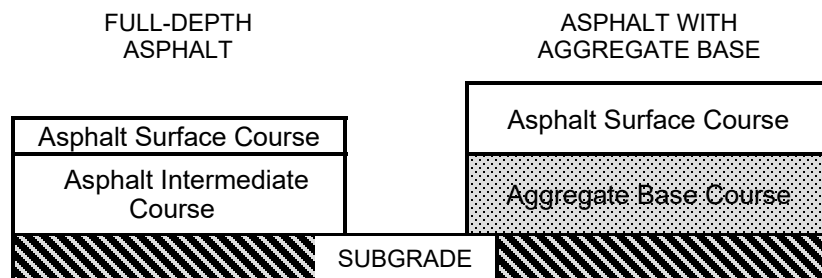 FULL-DEPTH
ASPHALT
ASPHALT WITH
AGGREGATE BASE
Asphalt Surface Course
Asphalt Intermediate
Course
Asphalt Surface Course
Aggregate Base Course
SUBGRADE